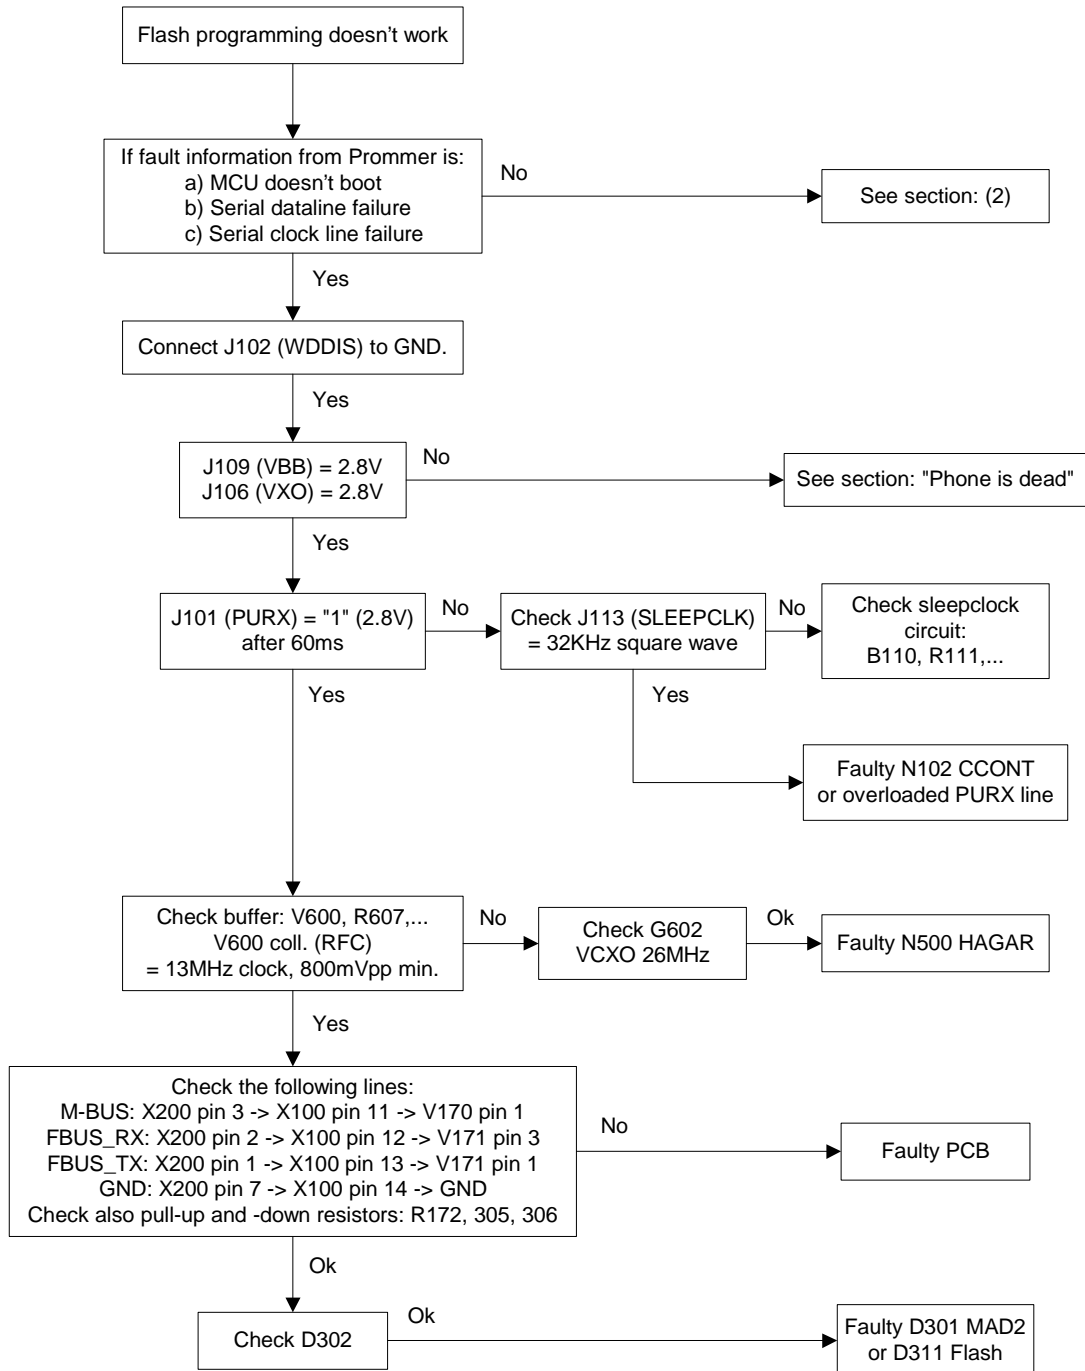 Flash programming doesn't work
If fault information from Prommer is:
a) MCU doesn't boot
b) Serial dataline failure
c) Serial clock line failure
No
See section: (2)
Yes
Connect J102 (WDDIS) to GND.
Yes
J109 (VBB) = 2.8V
J106 (VXO) = 2.8V
No
See section: "Phone is dead"
Yes
J101 (PURX) = "1" (2.8V)
after 60ms
No
Check J113 (SLEEPCLK)
= 32KHz square wave
No
Check sleepclock
circuit:
B110, R111,...
Yes
Yes
Faulty N102 CCONT
or overloaded PURX line
Check buffer: V600, R607,...
V600 coll. (RFC)
= 13MHz clock, 800mVpp min.
No
Check G602
VCXO 26MHz
Ok
Faulty N500 HAGAR
Yes
Check the following lines:
M-BUS: X200 pin 3 -> X100 pin 11 -> V170 pin 1
FBUS_RX: X200 pin 2 -> X100 pin 12 -> V171 pin 3
FBUS_TX: X200 pin 1 -> X100 pin 13 -> V171 pin 1
GND: X200 pin 7 -> X100 pin 14 -> GND
Check also pull-up and -down resistors: R172, 305, 306
No
Faulty PCB
Ok
Check D302
Ok
Faulty D301 MAD2
or D311 Flash